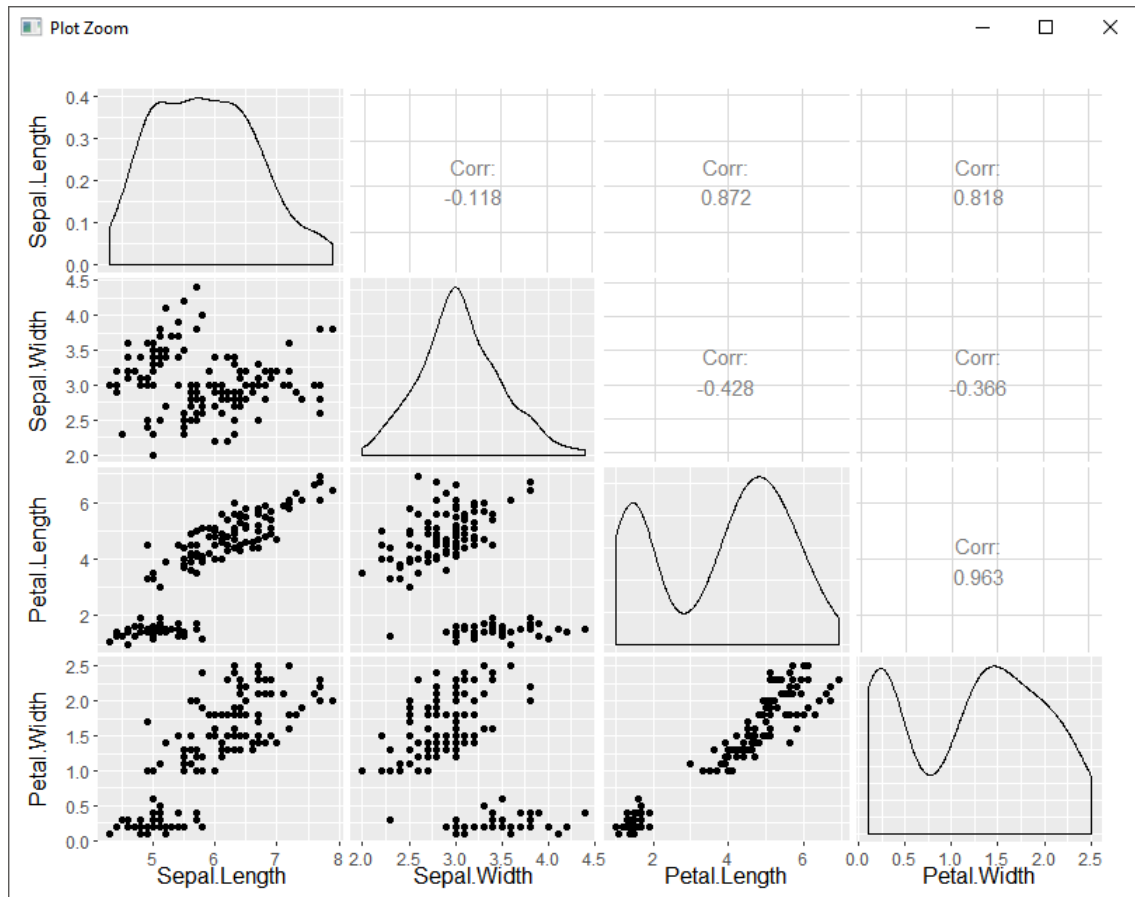 Plot Zoom
Sepal.Length
0.4
0.3
0.2
0.1
0.0
Corr:
-0.118
Corr:
0.872
Corr:
0.818
Sepal.Width
4.5
4.0
3.5
3.0
2.5
2.0
Corr:
-0.428
Corr:
-0.366
Petal.Length
6
4
2
Corr:
0.963
Petal.Width
2.5
2.0
1.5
1.0
0.5
0.0
5 6 7 8 2.0 2.5 3.0 3.5 4.0 4.5 2 4 6 0.0 0.5 1.0 1.5 2.0 2.5
Sepal.Length Sepal.Width Petal.Length Petal.Width